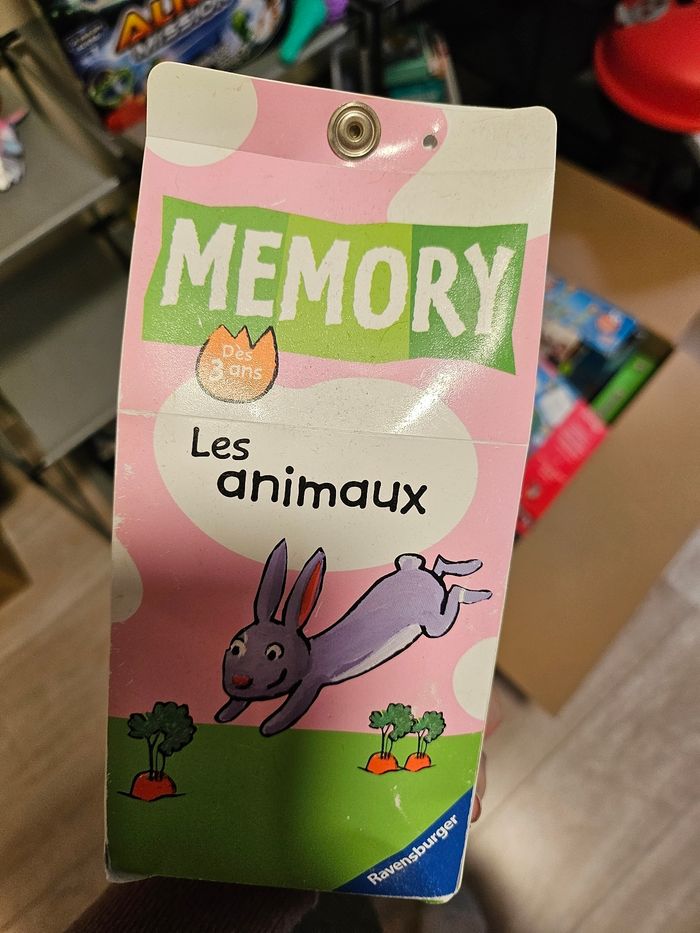 MEMORY
Dès
3 ans
Les
animaux
Ravensburger